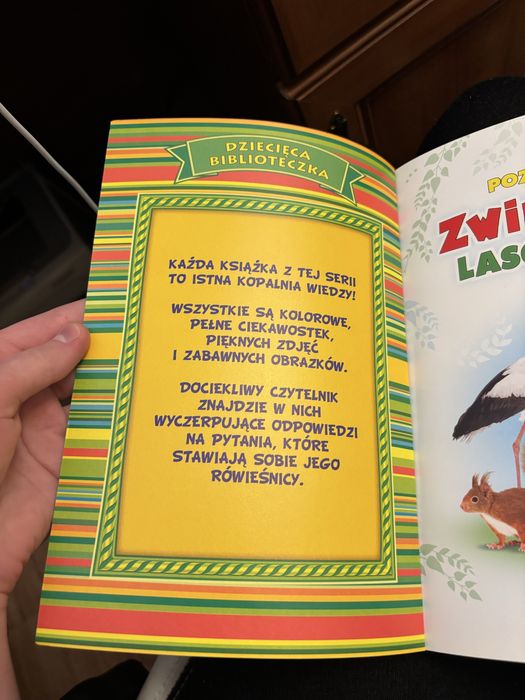 DZIECIĘCA
BIBLIOTECZKA
KAŻDA KSIĄŻKA Z TEJ SERII
TO ISTNA KOPALNIA WIEDZY!
WSZYSTKIE SĄ KOLOROWE,
PEŁNE CIEKAWOSTEK,
PIĘKNYCH ZDJĘĆ
I ZABAWNYCH OBRAZKÓW.
DOCIEKLIWY CZYTELNIK
ZNAJDZIE W NICH
WYCZERPUJĄCE ODPOWIEDZI
NA PYTANIA, KTÓRE
STAWIAJĄ SOBIE JEGO
RÓWIEŚNICY.